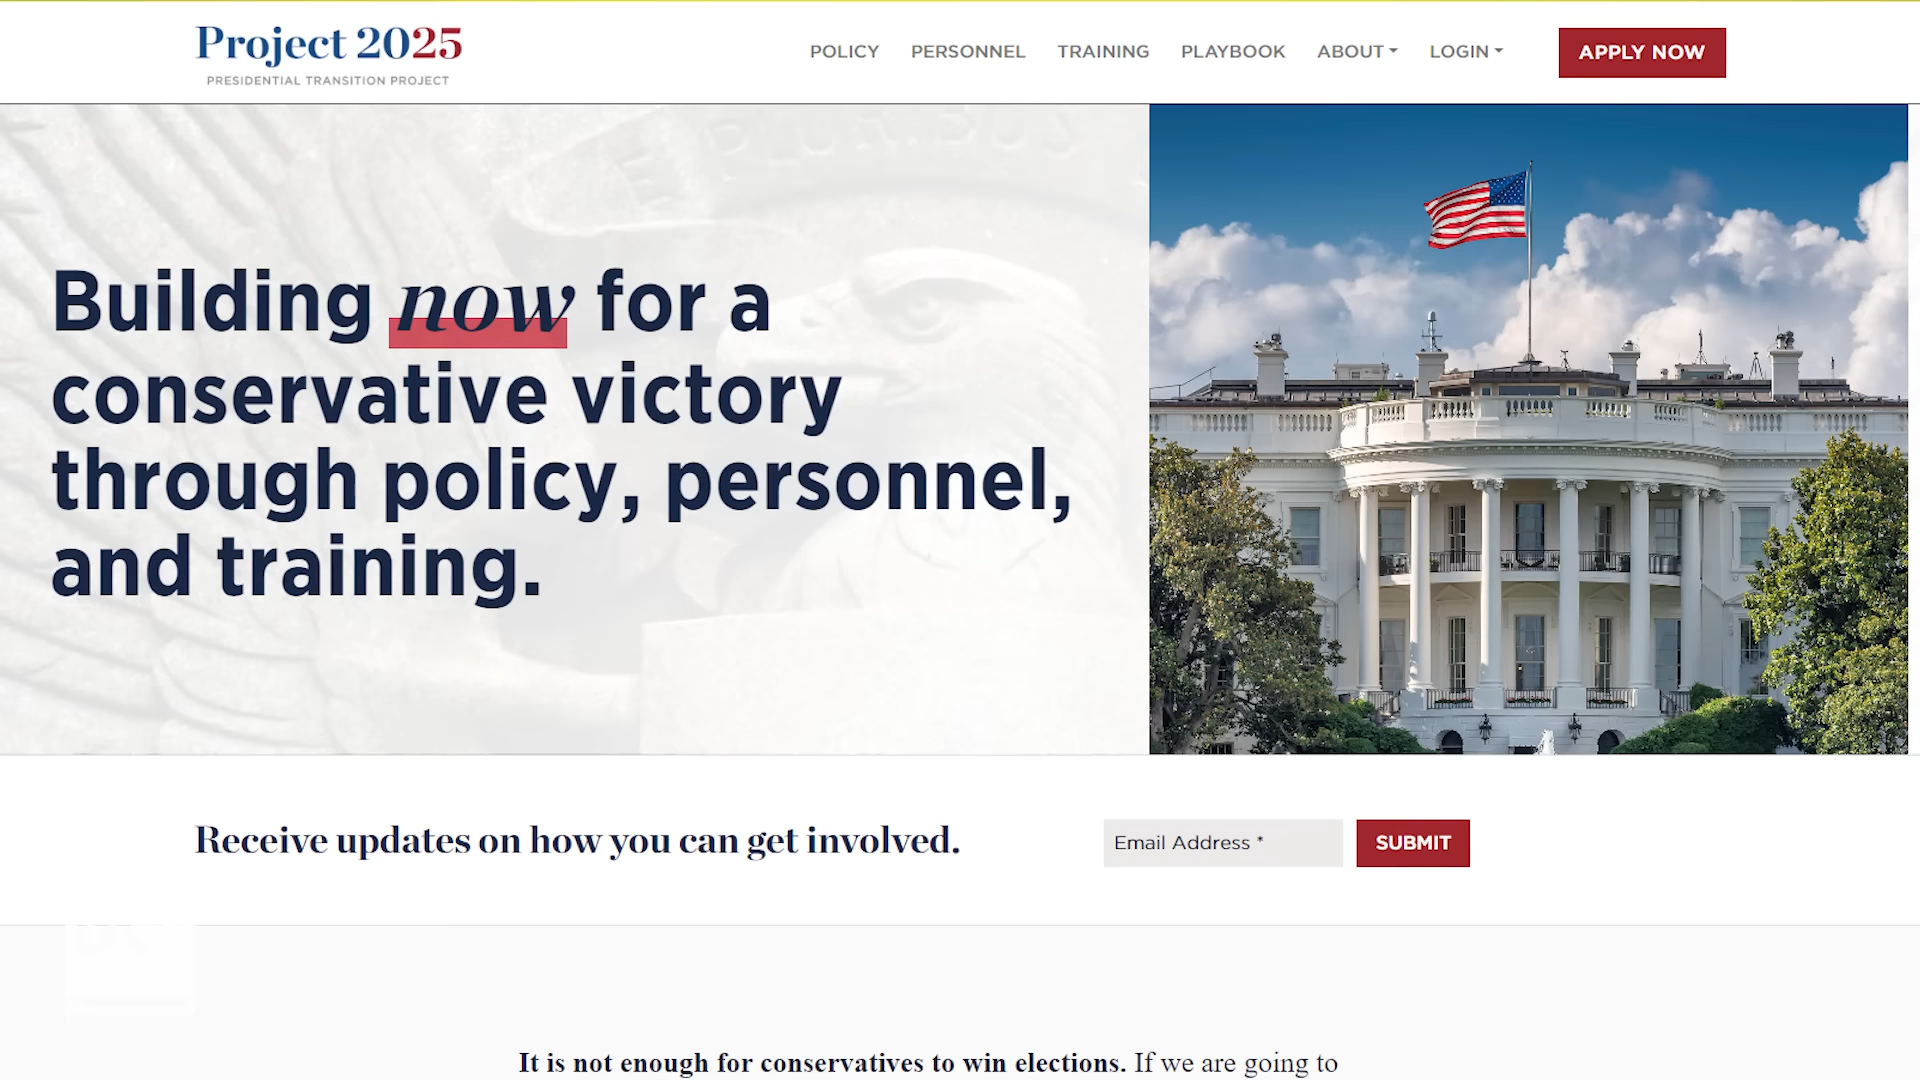 Project 2025
PRESIDENTIAL TRANSITION PROJECT
POLICY
PERSONNEL
TRAINING
PLAYBOOK
ABOUT
LOGIN
APPLY NOW
PLURIBUS
Building now for a
conservative victory
through policy, personnel,
and training.
Receive updates on how you can get involved.
Email Address *
SUBMIT
It is not enough for conservatives to win elections. If we are going to